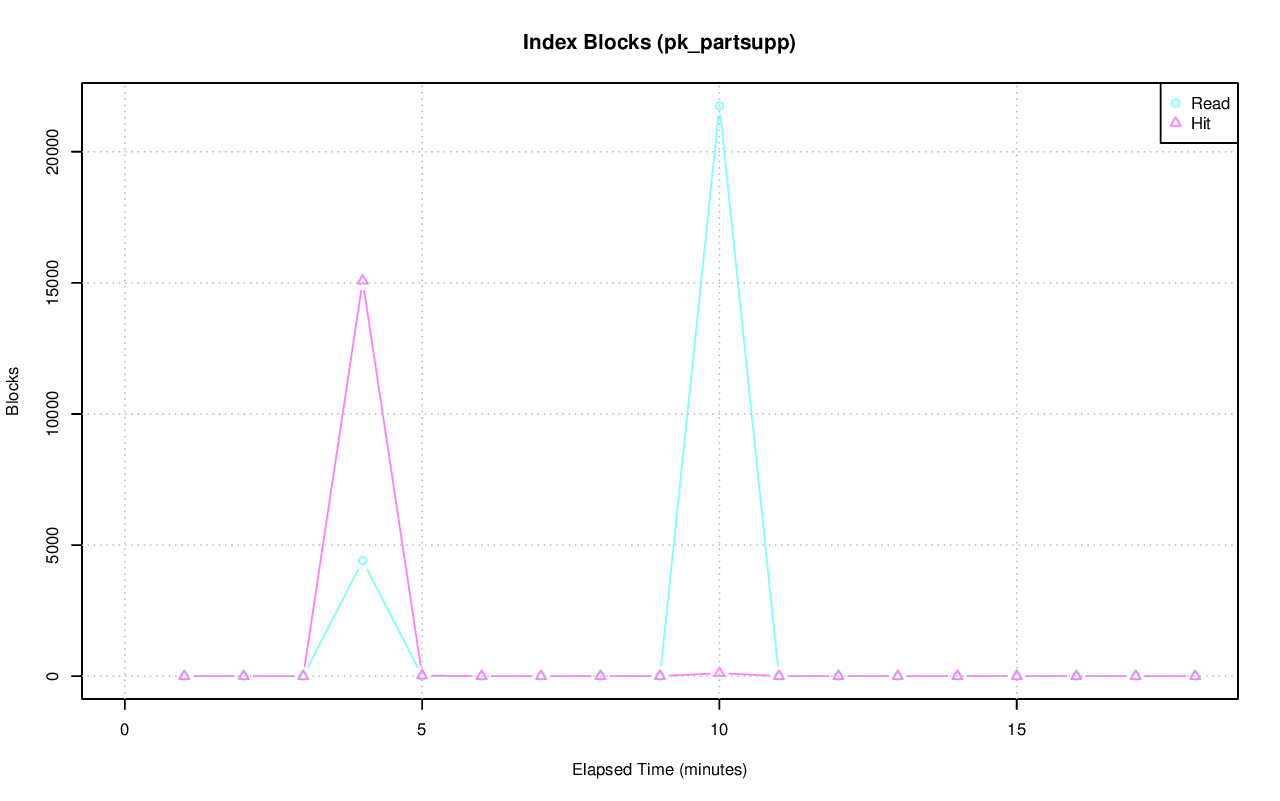 Index Blocks (pk_partsupp)
Read
Hit
Blocks
20000
15000
10000
5000
0
0 5 10 15
Elapsed Time (minutes)